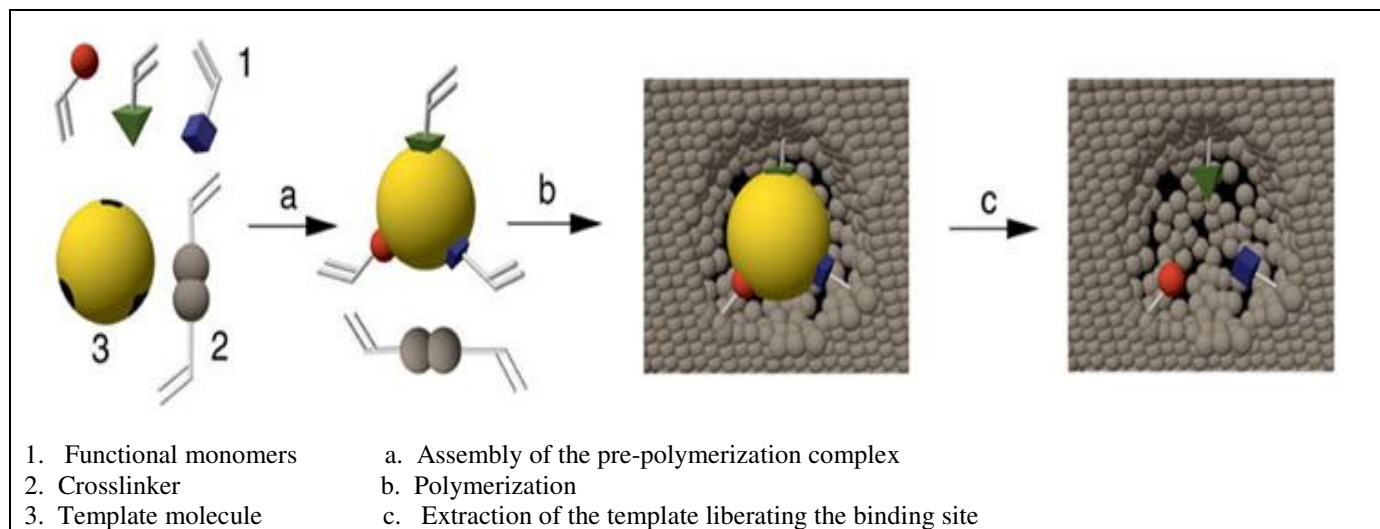 1
a
b
c
3
2
1. Functional monomers a. Assembly of the pre-polymerization complex
2. Crosslinker b. Polymerization
3. Template molecule c. Extraction of the template liberating the binding site